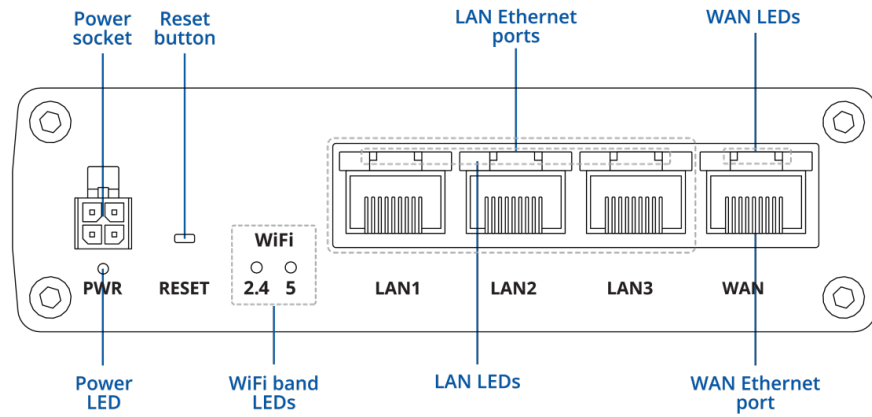 Power
socket
Reset
button
LAN Ethernet
ports
WAN LEDs
WiFi
2.4 5
PWR
RESET
LAN1
LAN2
LAN3
WAN
Power
LED
WiFi band
LEDs
LAN LEDs
WAN Ethernet
port